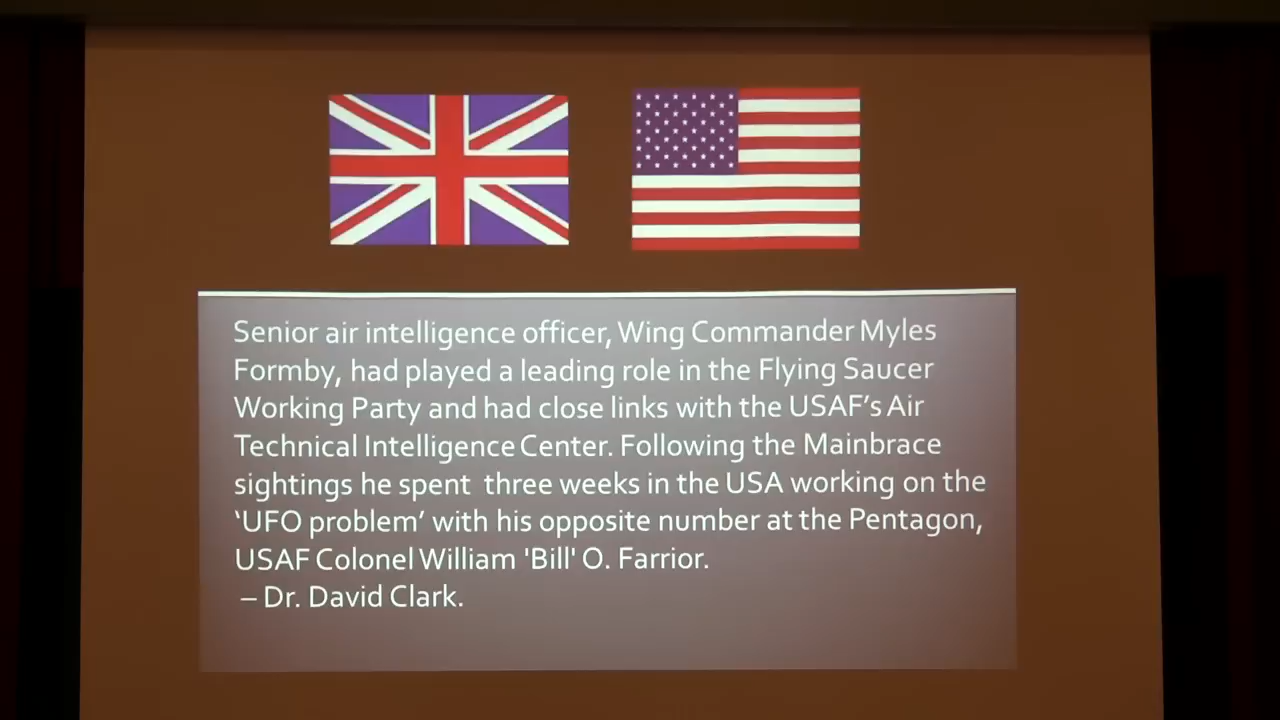 Senior air intelligence officer, Wing Commander Myles
Formby, had played a leading role in the Flying Saucer
Working Party and had close links with the USAF's Air
Technical Intelligence Center. Following the Mainbrace
sightings he spent three weeks in the USA working on the
‘UFO problem’ with his opposite number at the Pentagon,
USAF Colonel William 'Bill' O. Farrior.
– Dr. David Clark.